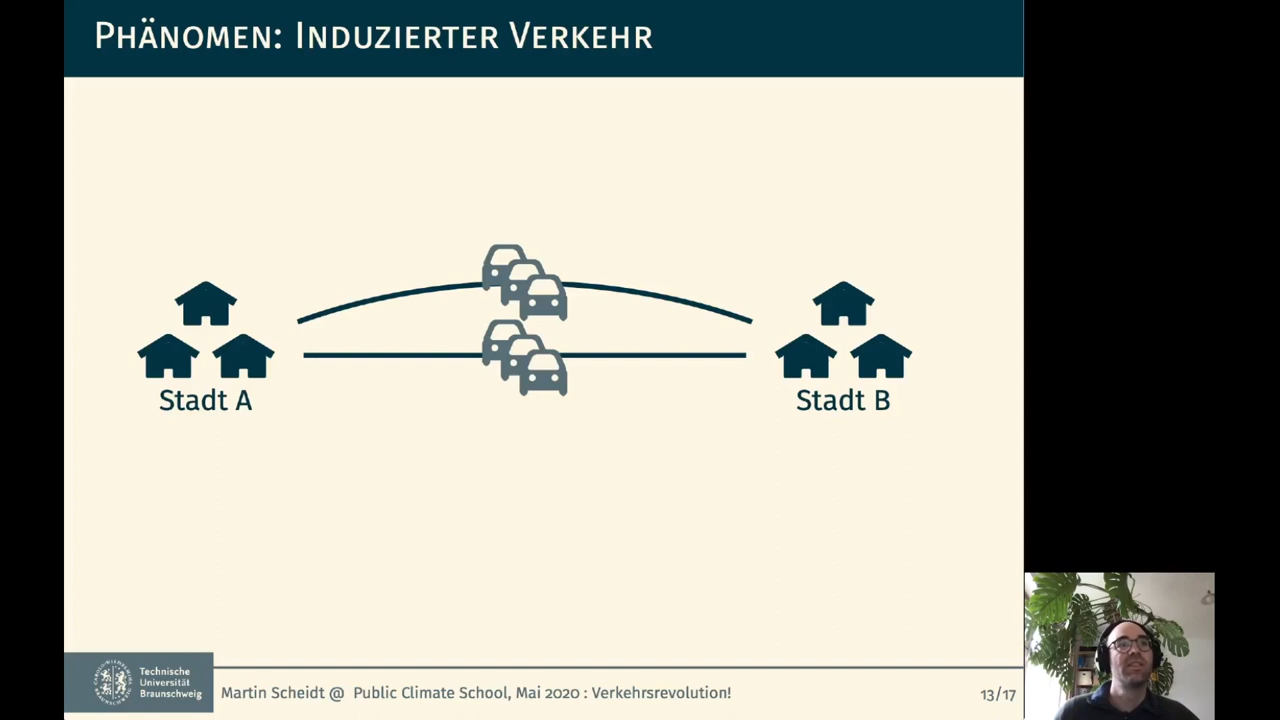 Phänomen: Induzierter Verkehr
Stadt A
Stadt B
Technische
Universität
Braunschweig
Martin Scheidt @ Public Climate School, Mai 2020 : Verkehrsrevolution!
13/17